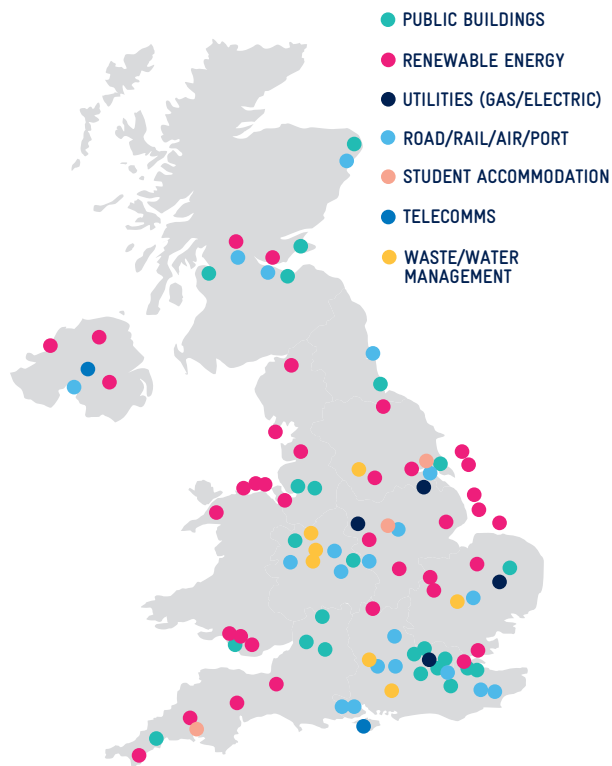 PUBLIC BUILDINGS
RENEWABLE ENERGY
UTILITIES (GAS/ELECTRIC)
ROAD/RAIL/AIR/PORT
STUDENT ACCOMMODATION
TELECOMMS
WASTE/WATER
MANAGEMENT